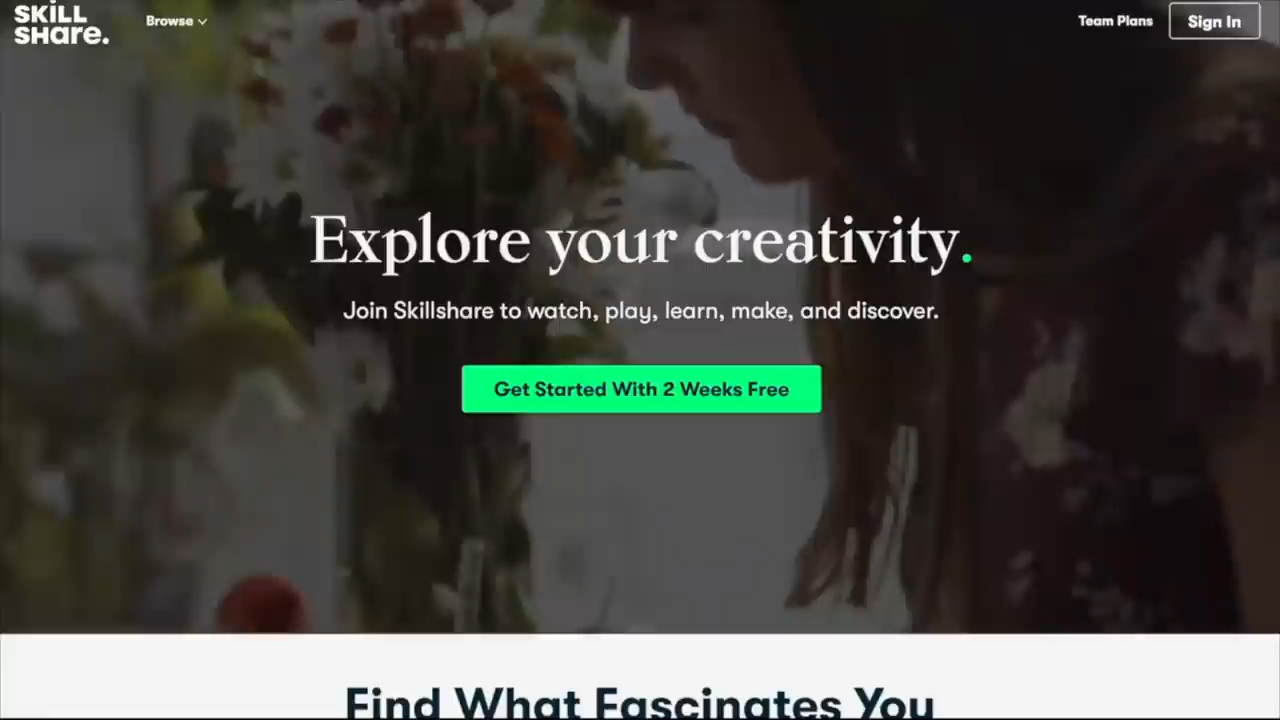 SKILL
SHare.
Browse
Team Plans
Sign In
Explore your creativity.
Join Skillshare to watch, play, learn, make, and discover.
Get Started With 2 Weeks Free
Find What Fascinates You